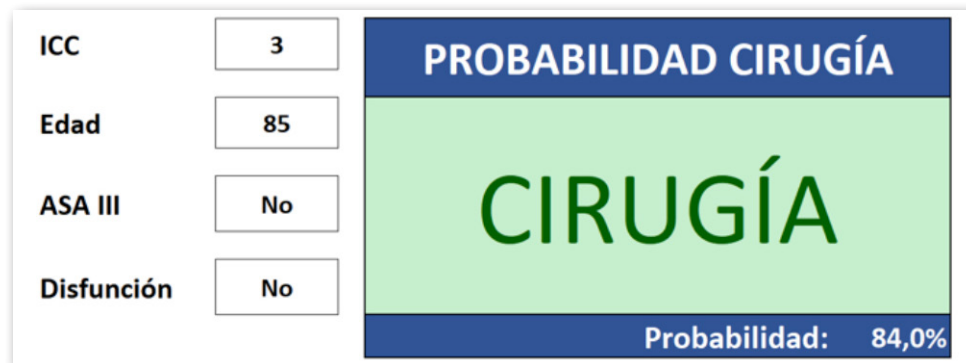 ICC 3
Edad 85
ASA III No
Disfunción No
PROBABILIDAD CIRUGÍA
CIRUGÍA
Probabilidad: 84,0%